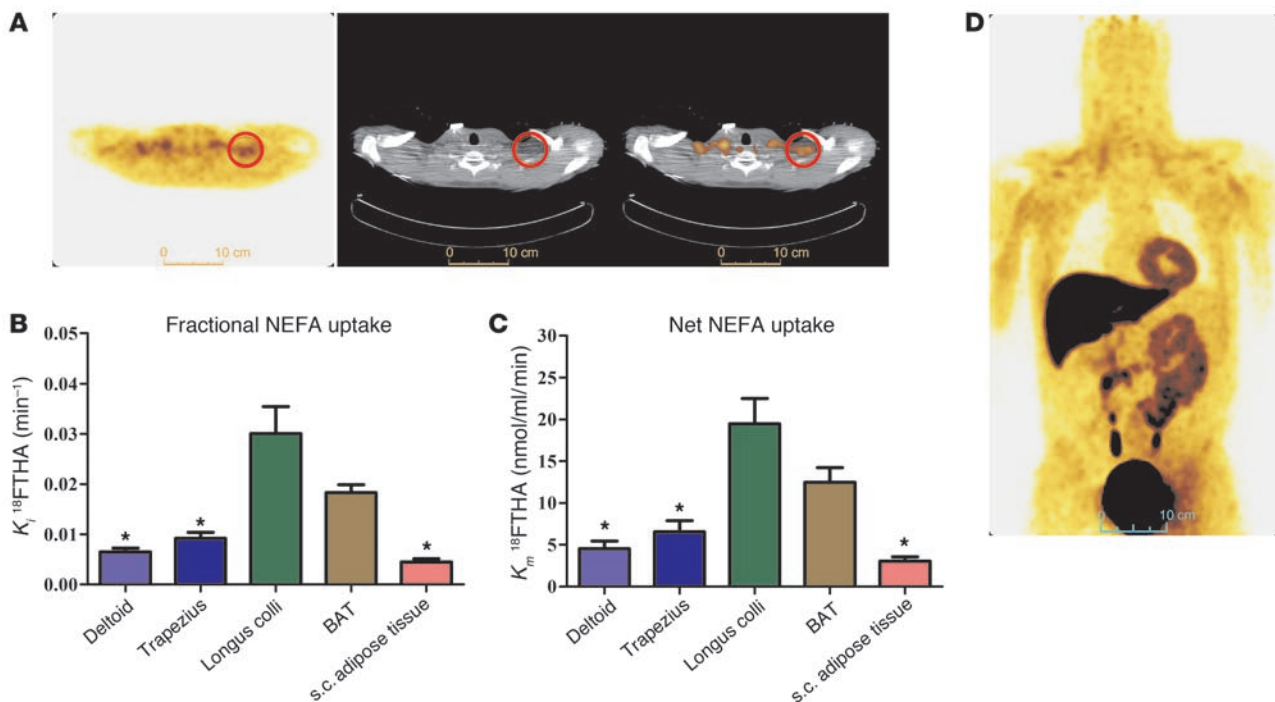 A
0 10 cm
0 10 cm
0 10 cm
B
Fractional NEFA uptake
0.05
0.04
0.03
0.02
0.01
0.00
K_i ¹⁸FTHA (min⁻¹)
* * *
Deltoid
Trapezius
Longus colli
BAT
s.c. adipose tissue
C
Net NEFA uptake
30
25
20
15
10
5
0
K_m ¹⁸FTHA (nmol/ml/min)
* * *
Deltoid
Trapezius
Longus colli
BAT
s.c. adipose tissue
D
0 10 cm